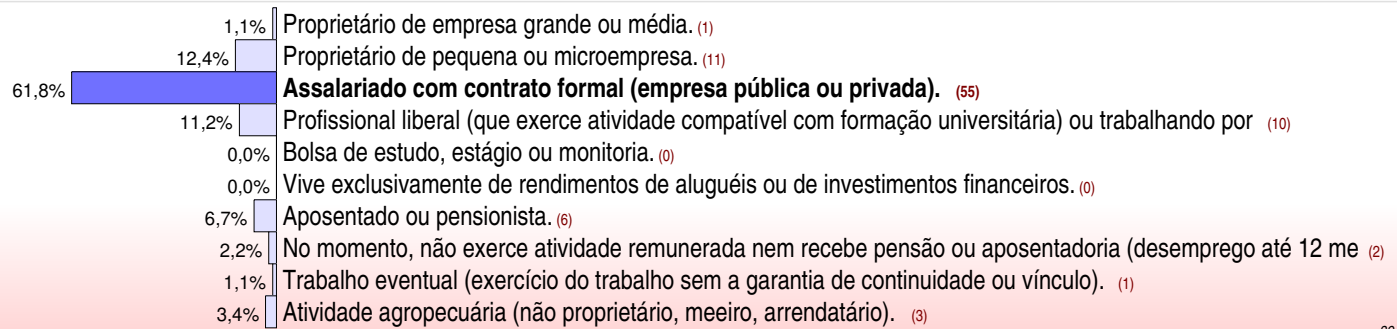 1,1% Proprietário de empresa grande ou média. (1)
12,4% Proprietário de pequena ou microempresa. (11)
61,8% Assalariado com contrato formal (empresa pública ou privada). (55)
11,2% Profissional liberal (que exerce atividade compatível com formação universitária) ou trabalhando por (10)
0,0% Bolsa de estudo, estágio ou monitoria. (0)
0,0% Vive exclusivamente de rendimentos de aluguéis ou de investimentos financeiros. (0)
6,7% Aposentado ou pensionista. (6)
2,2% No momento, não exerce atividade remunerada nem recebe pensão ou aposentadoria (desemprego até 12 me (2)
1,1% Trabalho eventual (exercício do trabalho sem a garantia de continuidade ou vínculo). (1)
3,4% Atividade agropecuária (não proprietário, meeiro, arrendatário). (3)